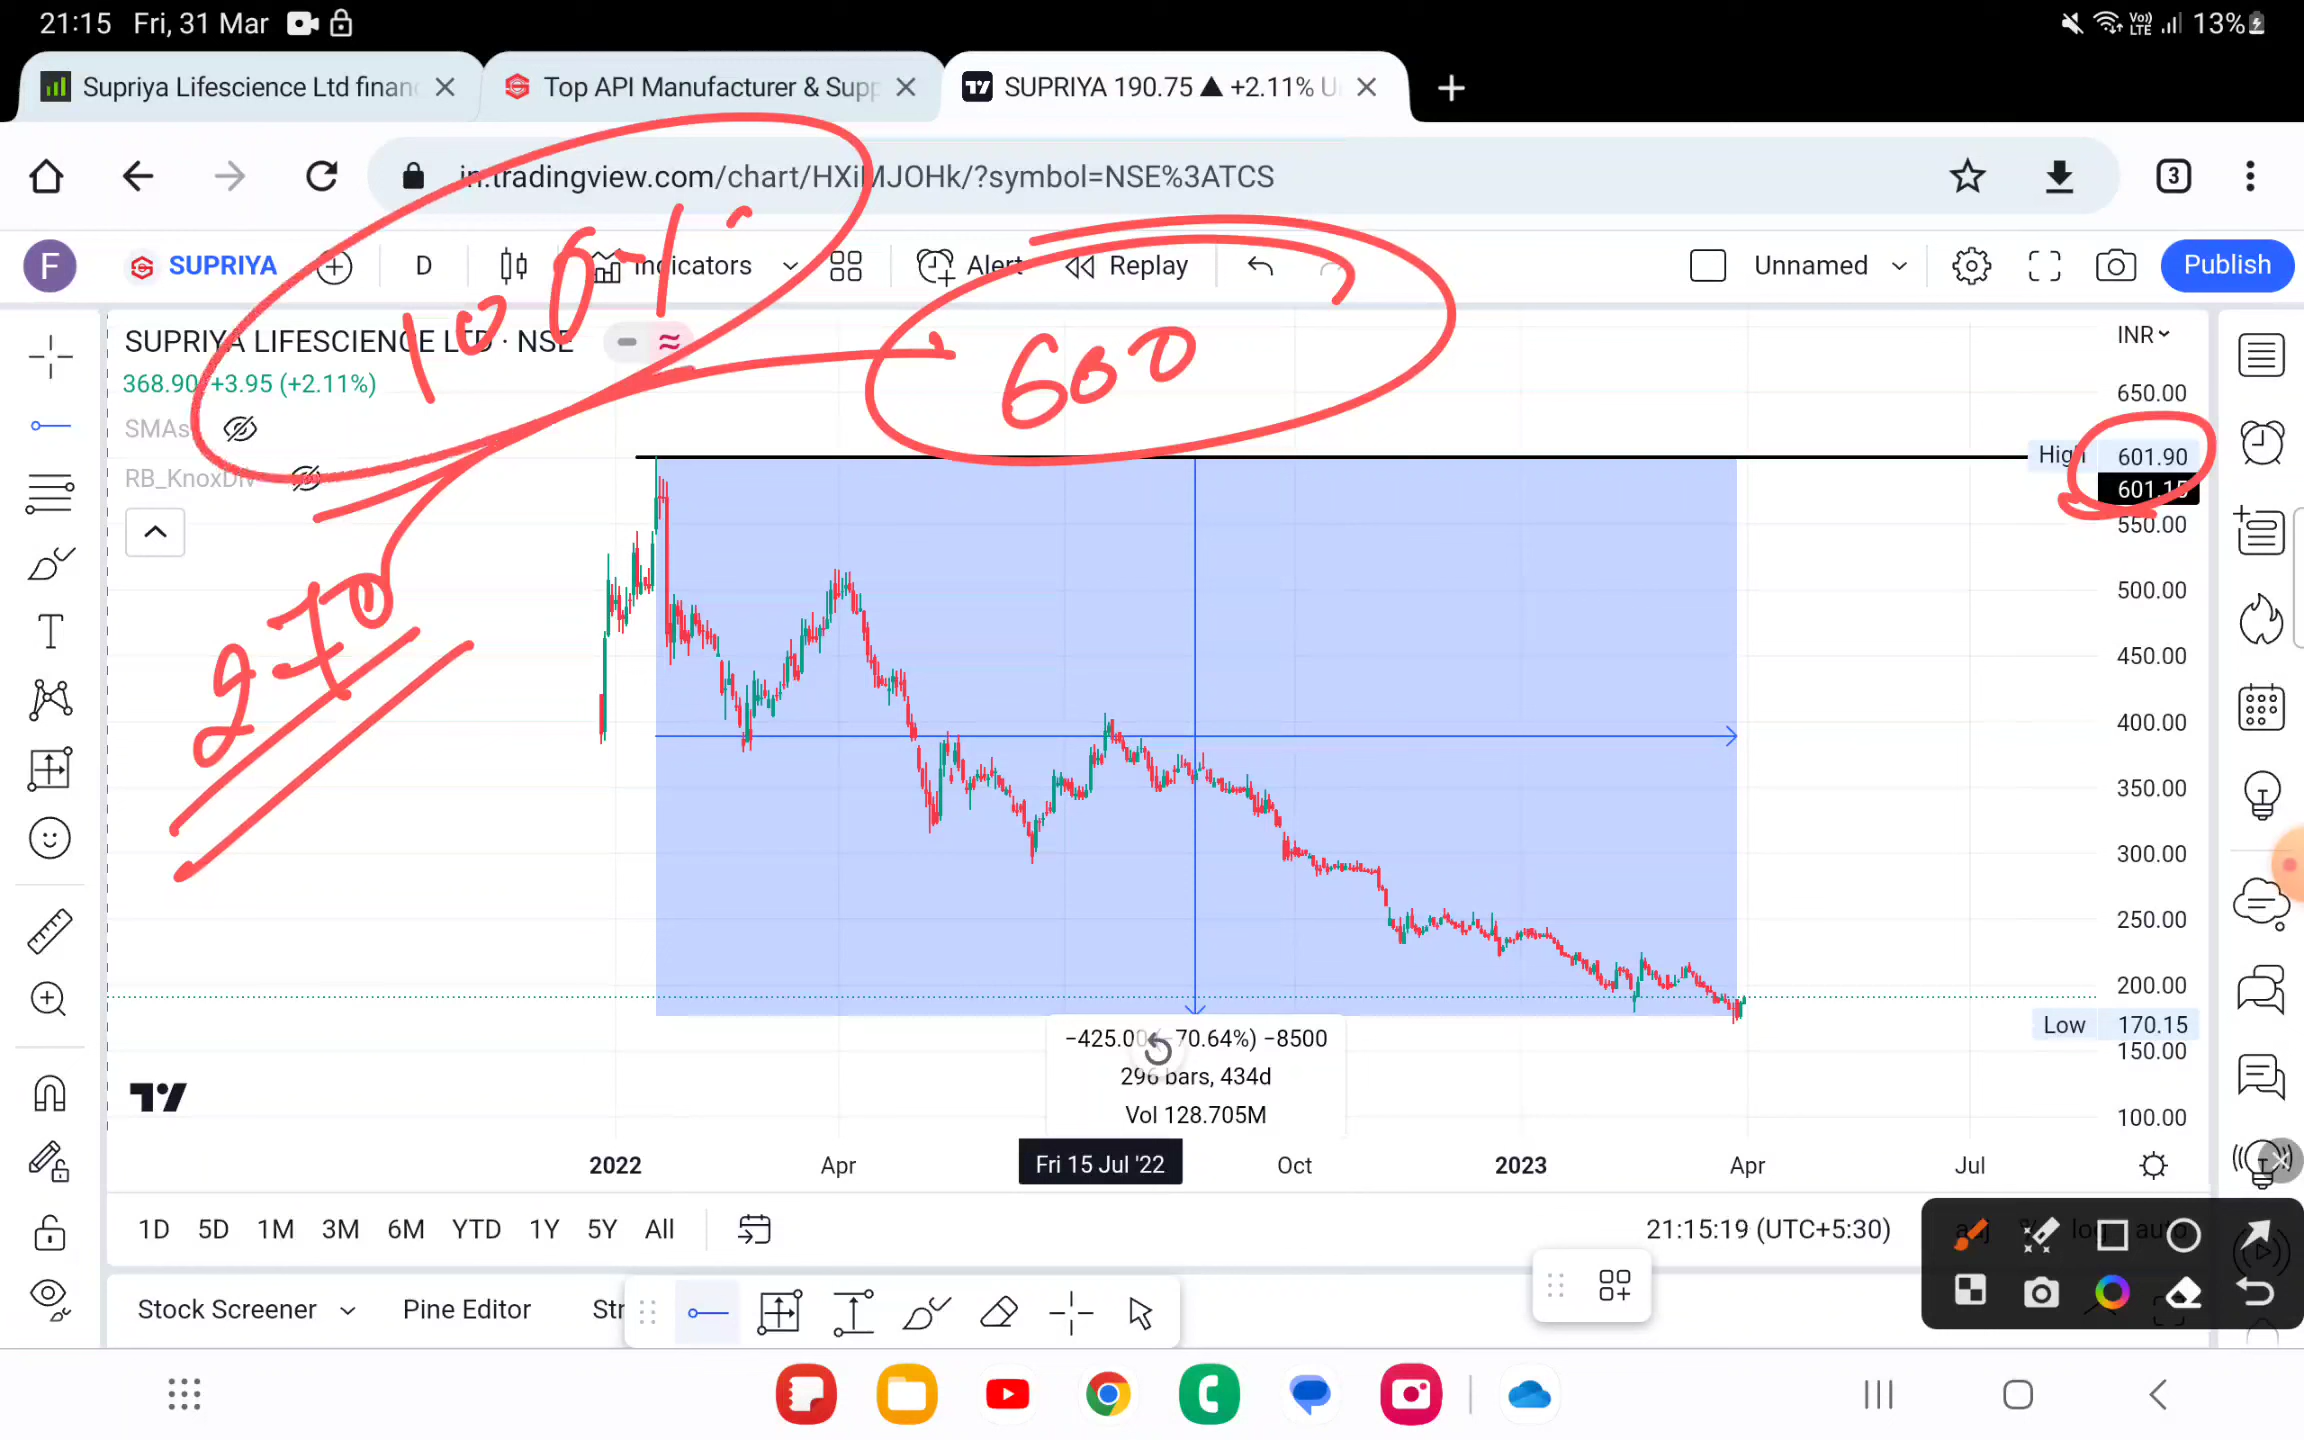 21:15 Fri, 31 Mar
13%
Supriya Lifescience Ltd financ
Top API Manufacturer & Supp
SUPRIYA 190.75 ▲ +2.11% U
in.tradingview.com/chart/HXiMJOHk/?symbol=NSE%3ATCS
3
F
SUPRIYA
D
Indicators
Alert
Replay
Unnamed
Publish
100%
600
270
SUPRIYA LIFESCIENCE LTD · NSE
368.90 +3.95 (+2.11%)
SMAs
RB_KnoxDiv
INR
650.00
High 601.90
601.15
550.00
500.00
450.00
400.00
350.00
300.00
250.00
200.00
Low 170.15
150.00
100.00
−425.00 (−70.64%) −8500
296 bars, 434d
Vol 128.705M
2022
Apr
Fri 15 Jul '22
Oct
2023
Apr
Jul
1D 5D 1M 3M 6M YTD 1Y 5Y All
21:15:19 (UTC+5:30)
adj % log auto
Stock Screener
Pine Editor
Str